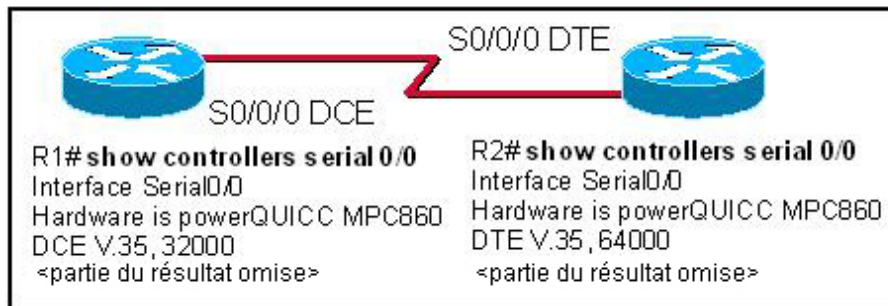 S0/0/0 DTE
S0/0/0 DCE
R1# show controllers serial 0/0
Interface Serial0/0
Hardware is powerQUICC MPC860
DCE V.35, 32000
<partie du résultat omise>
R2# show controllers serial 0/0
Interface Serial0/0
Hardware is powerQUICC MPC860
DTE V.35, 64000
<partie du résultat omise>